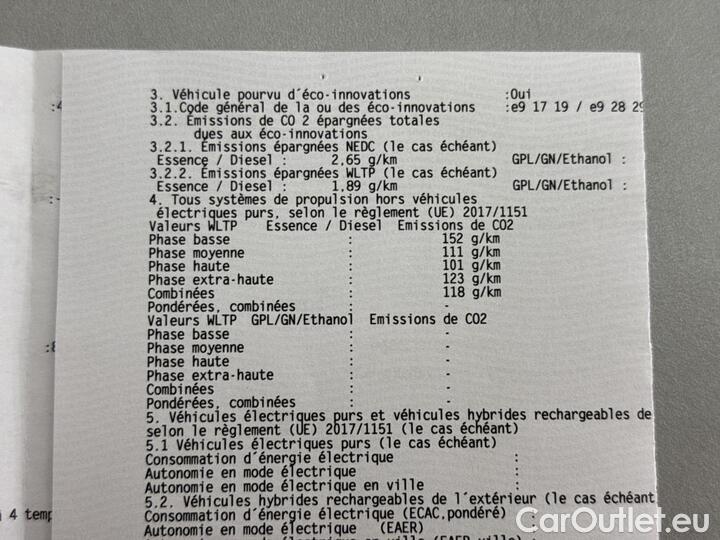 3. Véhicule pourvu d'éco-innovations :Oui
3.1.Code général de la ou des éco-innovations :e9 17 19 / e9 28 29
3.2. Émissions de CO 2 épargnées totales
dues aux éco-innovations
3.2.1. Émissions épargnées NEDC (le cas échéant)
Essence / Diesel : 2,65 g/km GPL/GN/Ethanol :
3.2.2. Émissions épargnées WLTP (le cas échéant)
Essence / Diesel : 1,89 g/km GPL/GN/Ethanol :
4. Tous systèmes de propulsion hors véhicules
électriques purs, selon le règlement (UE) 2017/1151
Valeurs WLTP Essence / Diesel Emissions de CO2
Phase basse : 152 g/km
Phase moyenne : 111 g/km
Phase haute : 101 g/km
Phase extra-haute : 123 g/km
Combinées : 118 g/km
Pondérées, combinées : -
Valeurs WLTP GPL/GN/Ethanol Emissions de CO2
Phase basse : -
Phase moyenne : -
Phase haute : -
Phase extra-haute : -
Combinées : -
Pondérées, combinées : -
5. Véhicules électriques purs et véhicules hybrides rechargeables de
selon le règlement (UE) 2017/1151 (le cas échéant)
5.1 Véhicules électriques purs (le cas échéant)
Consommation d'énergie électrique :
Autonomie en mode électrique :
Autonomie en mode électrique en ville :
5.2. Véhicules hybrides rechargeables de l'extérieur (le cas échéant
Consommation d'énergie électrique (ECAC,pondéré)
4 temp
Autonomie en mode électrique (EAER)
CarOutlet.eu